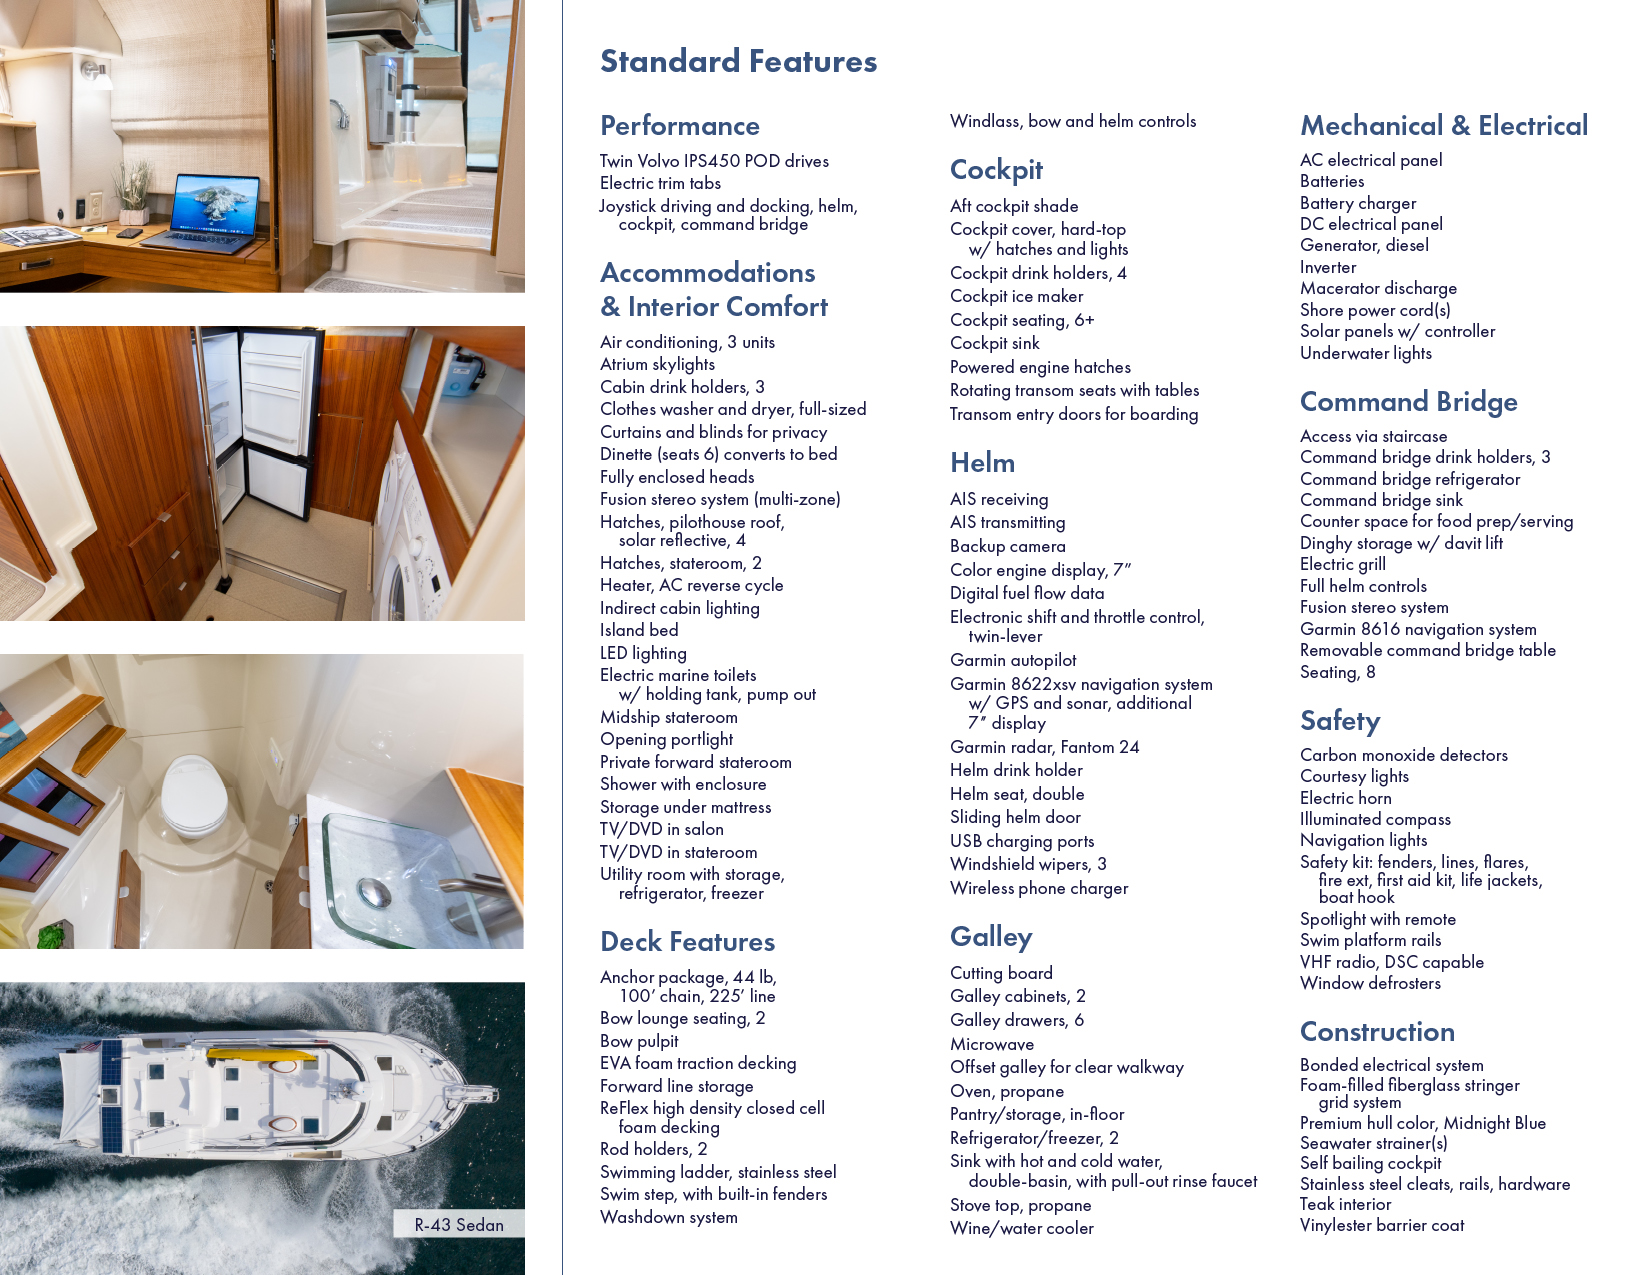 Standard Features
Performance
Twin Volvo IPS450 POD drives
Electric trim tabs
Joystick driving and docking, helm,
cockpit, command bridge
Accommodations
& Interior Comfort
Air conditioning, 3 units
Atrium skylights
Cabin drink holders, 3
Clothes washer and dryer, full-sized
Curtains and blinds for privacy
Dinette (seats 6) converts to bed
Fully enclosed heads
Fusion stereo system (multi-zone)
Hatches, pilothouse roof,
solar reflective, 4
Hatches, stateroom, 2
Heater, AC reverse cycle
Indirect cabin lighting
Island bed
LED lighting
Electric marine toilets
w/ holding tank, pump out
Midship stateroom
Opening portlight
Private forward stateroom
Shower with enclosure
Storage under mattress
TV/DVD in salon
TV/DVD in stateroom
Utility room with storage,
refrigerator, freezer
Deck Features
Anchor package, 44 lb,
100’ chain, 225’ line
Bow lounge seating, 2
Bow pulpit
EVA foam traction decking
Forward line storage
ReFlex high density closed cell
foam decking
Rod holders, 2
Swimming ladder, stainless steel
Swim step, with built-in fenders
Washdown system
Windlass, bow and helm controls
Cockpit
Aft cockpit shade
Cockpit cover, hard-top
w/ hatches and lights
Cockpit drink holders, 4
Cockpit ice maker
Cockpit seating, 6+
Cockpit sink
Powered engine hatches
Rotating transom seats with tables
Transom entry doors for boarding
Helm
AIS receiving
AIS transmitting
Backup camera
Color engine display, 7”
Digital fuel flow data
Electronic shift and throttle control,
twin-lever
Garmin autopilot
Garmin 8622xsv navigation system
w/ GPS and sonar, additional
7” display
Garmin radar, Fantom 24
Helm drink holder
Helm seat, double
Sliding helm door
USB charging ports
Windshield wipers, 3
Wireless phone charger
Galley
Cutting board
Galley cabinets, 2
Galley drawers, 6
Microwave
Offset galley for clear walkway
Oven, propane
Pantry/storage, in-floor
Refrigerator/freezer, 2
Sink with hot and cold water,
double-basin, with pull-out rinse faucet
Stove top, propane
Wine/water cooler
Mechanical & Electrical
AC electrical panel
Batteries
Battery charger
DC electrical panel
Generator, diesel
Inverter
Macerator discharge
Shore power cord(s)
Solar panels w/ controller
Underwater lights
Command Bridge
Access via staircase
Command bridge drink holders, 3
Command bridge refrigerator
Command bridge sink
Counter space for food prep/serving
Dinghy storage w/ davit lift
Electric grill
Full helm controls
Fusion stereo system
Garmin 8616 navigation system
Removable command bridge table
Seating, 8
Safety
Carbon monoxide detectors
Courtesy lights
Electric horn
Illuminated compass
Navigation lights
Safety kit: fenders, lines, flares,
fire ext, first aid kit, life jackets,
boat hook
Spotlight with remote
Swim platform rails
VHF radio, DSC capable
Window defrosters
Construction
Bonded electrical system
Foam-filled fiberglass stringer
grid system
Premium hull color, Midnight Blue
Seawater strainer(s)
Self bailing cockpit
Stainless steel cleats, rails, hardware
Teak interior
Vinylester barrier coat
R-43 Sedan